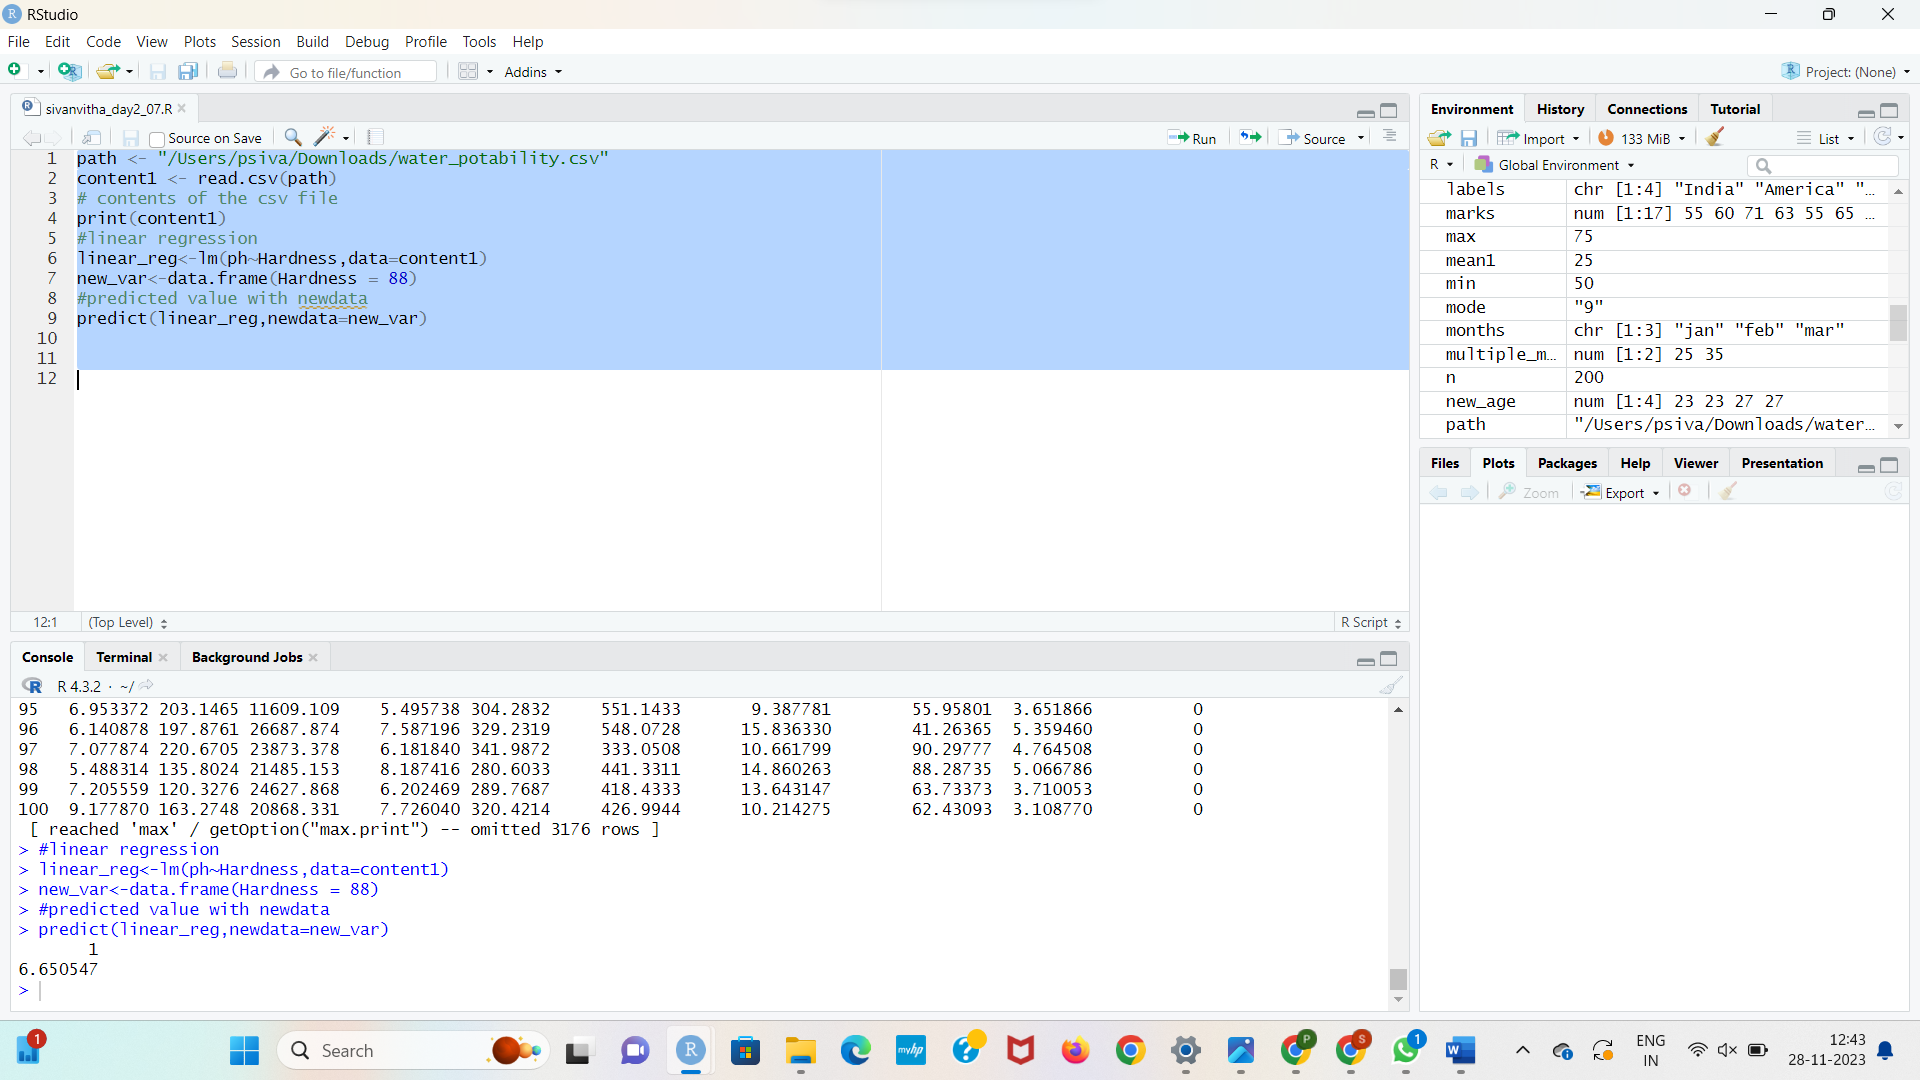 RStudio
File Edit Code View Plots Session Build Debug Profile Tools Help
Go to file/function Addins Project: (None)
sivanvitha_day2_07.R
Source on Save Run Source
1 path <- "/Users/psiva/Downloads/water_potability.csv"
2 content1 <- read.csv(path)
3 # contents of the csv file
4 print(content1)
5 #linear regression
6 linear_reg<-lm(ph~Hardness,data=content1)
7 new_var<-data.frame(Hardness = 88)
8 #predicted value with newdata
9 predict(linear_reg,newdata=new_var)
10
11
12
12:1 (Top Level) R Script
Console Terminal Background Jobs
R 4.3.2 · ~/
95 6.953372 203.1465 11609.109 5.495738 304.2832 551.1433 9.387781 55.95801 3.651866 0
96 6.140878 197.8761 26687.874 7.587196 329.2319 548.0728 15.836330 41.26365 5.359460 0
97 7.077874 220.6705 23873.378 6.181840 341.9872 333.0508 10.661799 90.29777 4.764508 0
98 5.488314 135.8024 21485.153 8.187416 280.6033 441.3311 14.860263 88.28735 5.066786 0
99 7.205559 120.3276 24627.868 6.202469 289.7687 418.4333 13.643147 63.73373 3.710053 0
100 9.177870 163.2748 20868.331 7.726040 320.4214 426.9944 10.214275 62.43093 3.108770 0
[ reached 'max' / getOption("max.print") -- omitted 3176 rows ]
> #linear regression
> linear_reg<-lm(ph~Hardness,data=content1)
> new_var<-data.frame(Hardness = 88)
> #predicted value with newdata
> predict(linear_reg,newdata=new_var)
1
6.650547
>
Environment History Connections Tutorial
Import 133 MiB List
R Global Environment
labels chr [1:4] "India" "America" "...
marks num [1:17] 55 60 71 63 55 65 ...
max 75
mean1 25
min 50
mode "9"
months chr [1:3] "jan" "feb" "mar"
multiple_m... num [1:2] 25 35
n 200
new_age num [1:4] 23 23 27 27
path "/Users/psiva/Downloads/water...
Files Plots Packages Help Viewer Presentation
Zoom Export
1 Search R myhp P S 1 W ENG
IN
12:43
28-11-2023